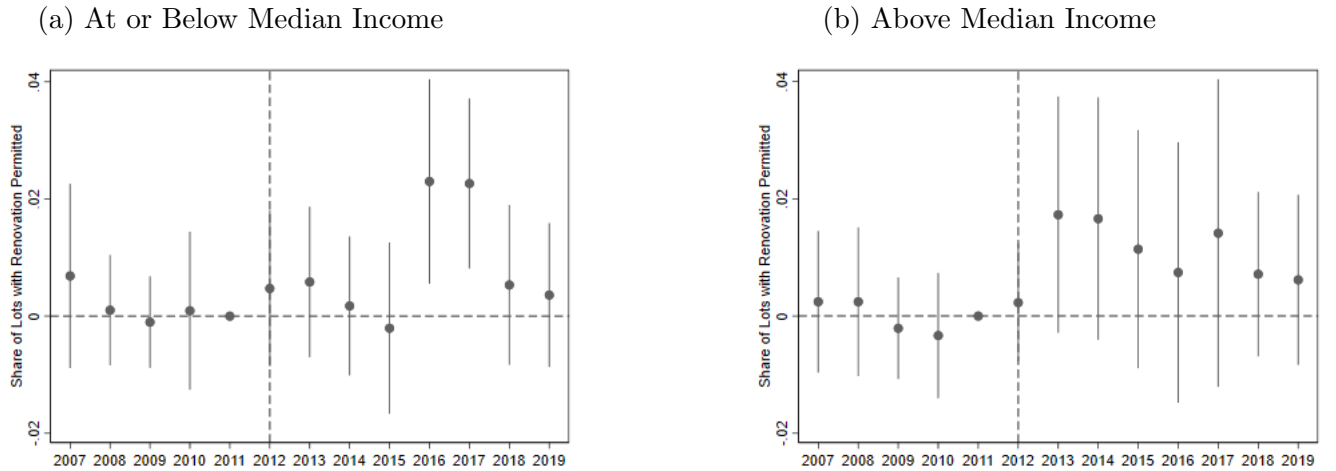 (a) At or Below Median Income
Share of Lots with Renovation Permitted
.04
.02
0
-.02
2007 2008 2009 2010 2011 2012 2013 2014 2015 2016 2017 2018 2019
(b) Above Median Income
Share of Lots with Renovation Permitted
.04
.02
0
-.02
2007 2008 2009 2010 2011 2012 2013 2014 2015 2016 2017 2018 2019